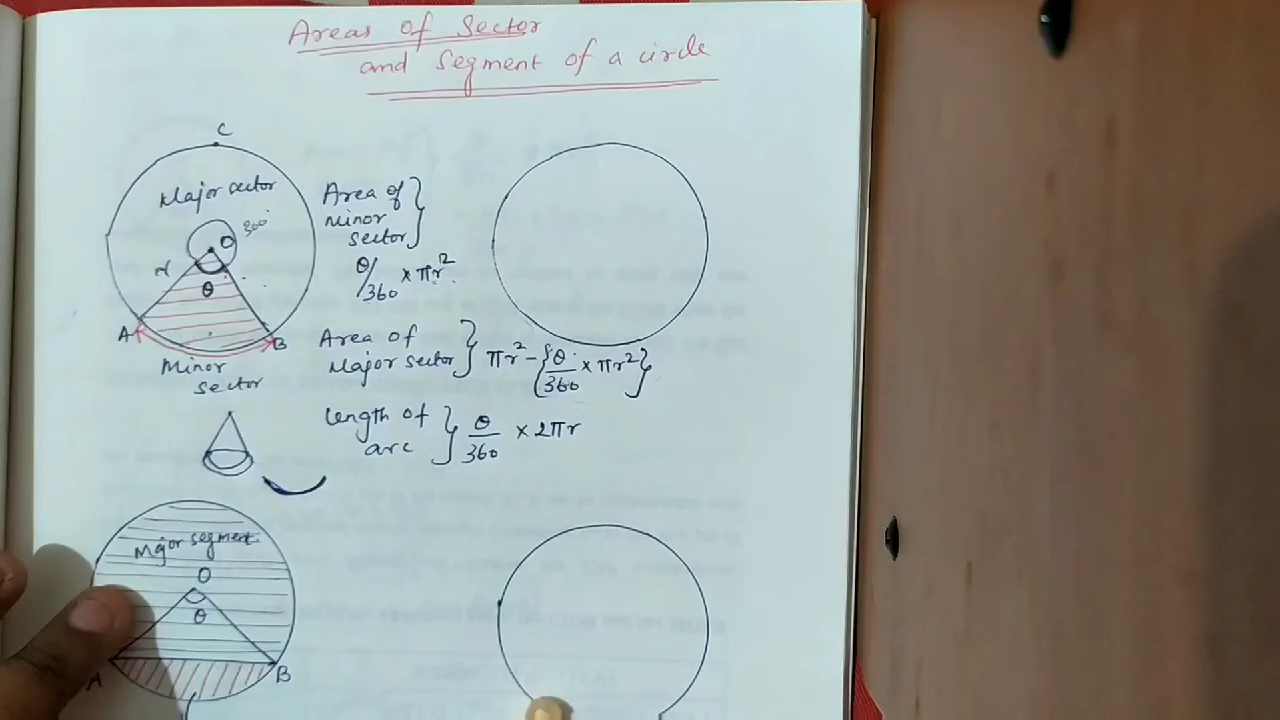 Areas of Sector
and Segment of a circle
C
Major sector
360°
O
r
θ
A
B
Minor
sector
Area of }
minor
sector
θ/360 × πr²
Area of
Major sector } πr² - {θ/360 × πr²}
length of
arc } θ/360 × 2πr
Major segment
O
θ
A
B